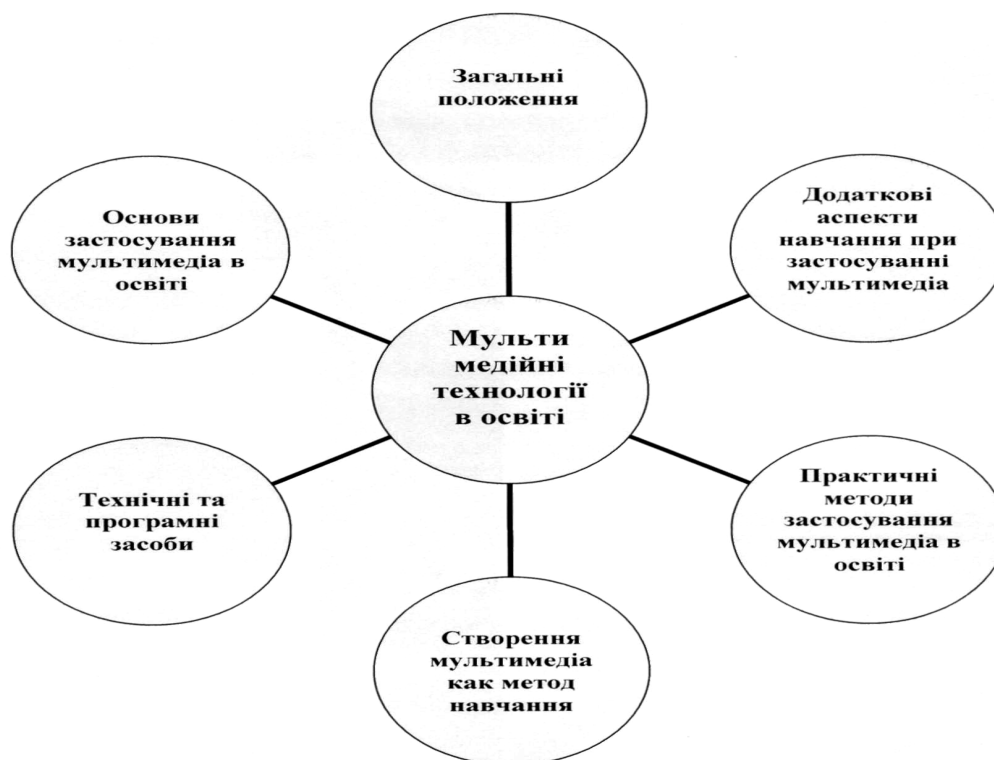 Загальні
положення
Основи
застосування
мультимедіа в
освіті
Додаткові
аспекти
навчання при
застосуванні
мультимедіа
Мульти
медійні
технології
в освіті
Технічні та
програмні
засоби
Практичні
методи
застосування
мультимедіа в
освіті
Створення
мультимедіа
як метод
навчання